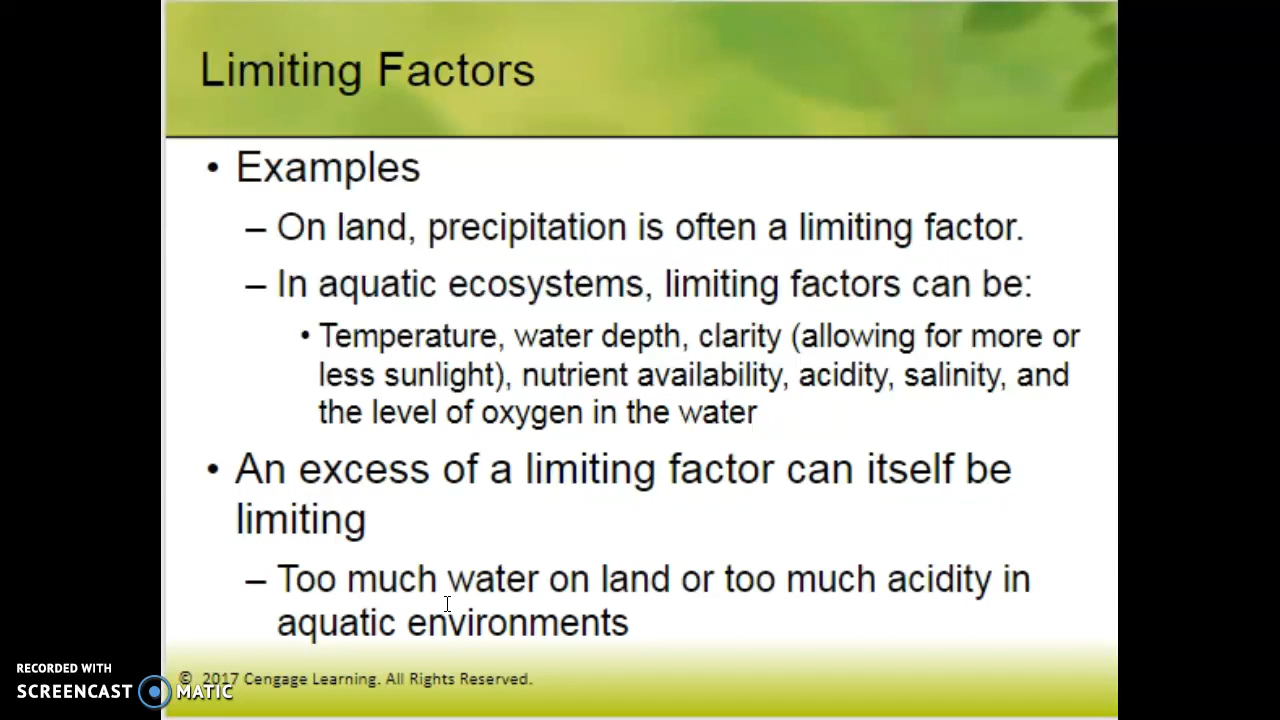 Limiting Factors
• Examples
– On land, precipitation is often a limiting factor.
– In aquatic ecosystems, limiting factors can be:
• Temperature, water depth, clarity (allowing for more or
less sunlight), nutrient availability, acidity, salinity, and
the level of oxygen in the water
• An excess of a limiting factor can itself be
limiting
– Too much water on land or too much acidity in
aquatic environments
© 2017 Cengage Learning. All Rights Reserved.
RECORDED WITH
SCREENCAST MATIC